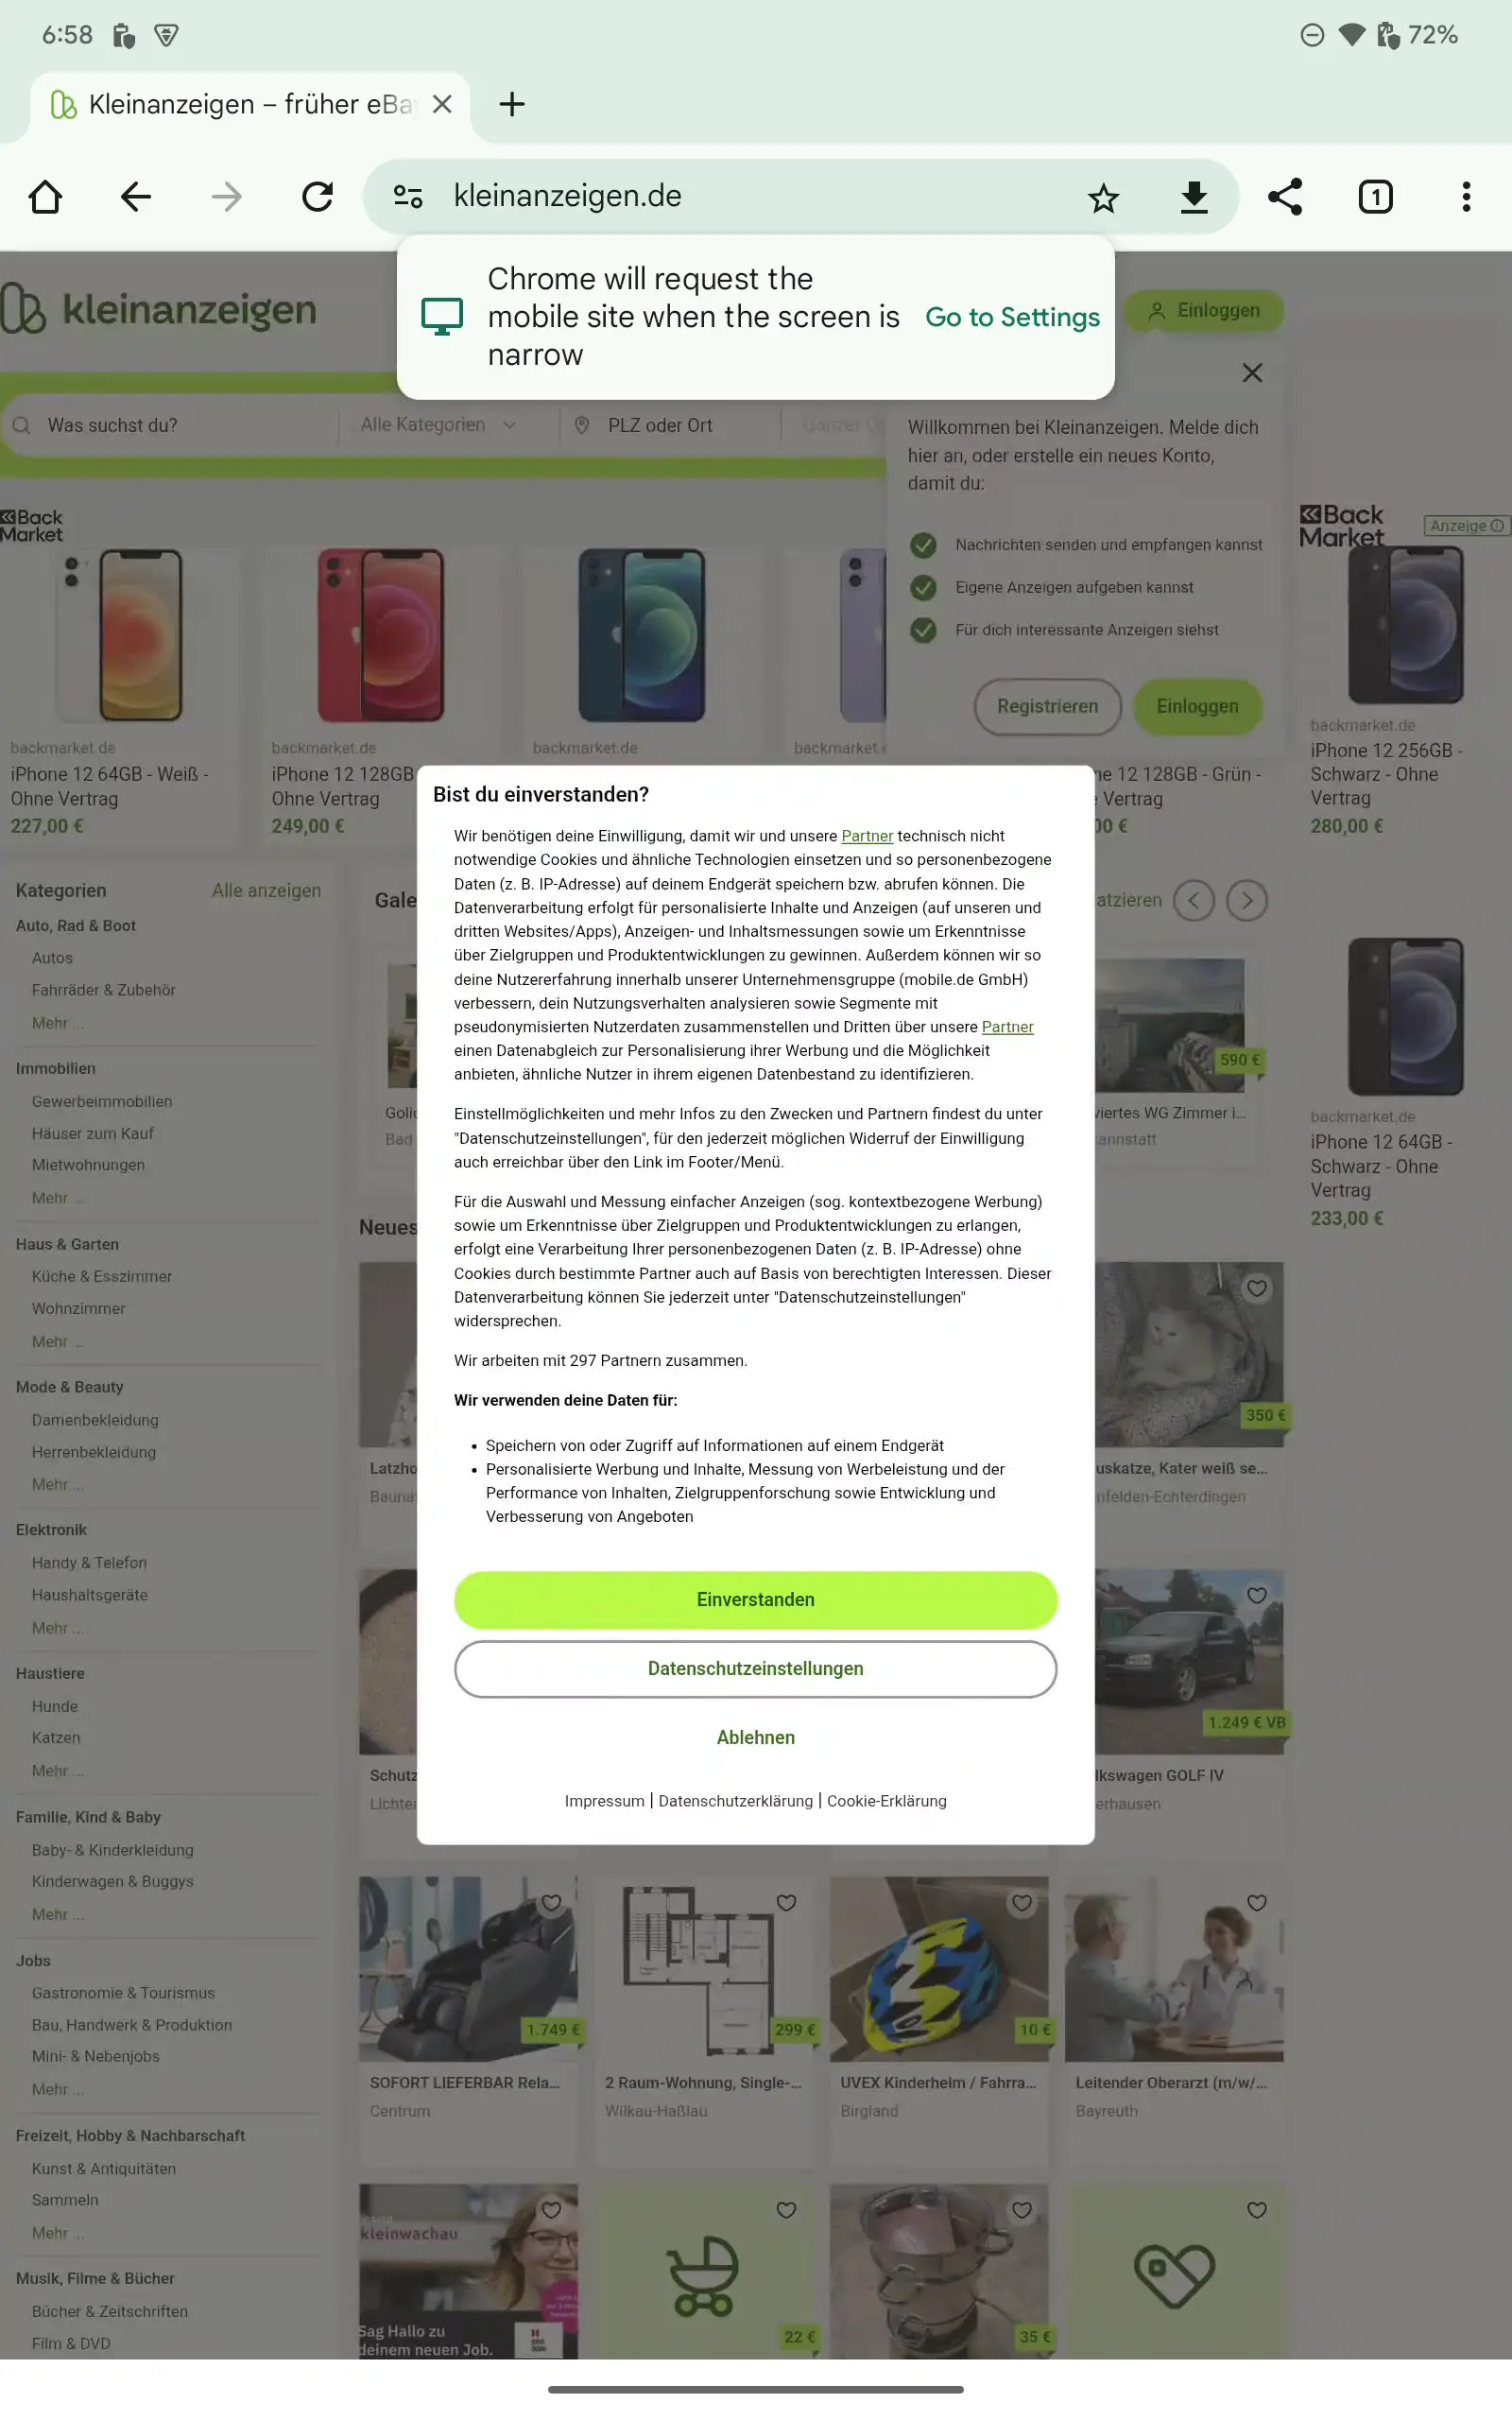 6:58
72%
Kleinanzeigen – früher eBa
kleinanzeigen.de
1
Chrome will request the
mobile site when the screen is
narrow
Go to Settings
kleinanzeigen
Einloggen
Was suchst du?
Alle Kategorien
PLZ oder Ort
Willkommen bei Kleinanzeigen. Melde dich
hier an, oder erstelle ein neues Konto,
damit du:
Nachrichten senden und empfangen kannst
Eigene Anzeigen aufgeben kannst
Für dich interessante Anzeigen siehst
Registrieren
Einloggen
Back
Market
Back
Market
Anzeige
backmarket.de
iPhone 12 64GB - Weiß -
Ohne Vertrag
227,00 €
backmarket.de
iPhone 12 128GB
Ohne Vertrag
249,00 €
backmarket.de
backmarket.
ne 12 128GB - Grün -
Vertrag
00 €
backmarket.de
iPhone 12 256GB -
Schwarz - Ohne
Vertrag
280,00 €
backmarket.de
iPhone 12 64GB -
Schwarz - Ohne
Vertrag
233,00 €
Bist du einverstanden?
Wir benötigen deine Einwilligung, damit wir und unsere Partner technisch nicht
notwendige Cookies und ähnliche Technologien einsetzen und so personenbezogene
Daten (z. B. IP-Adresse) auf deinem Endgerät speichern bzw. abrufen können. Die
Datenverarbeitung erfolgt für personalisierte Inhalte und Anzeigen (auf unseren und
dritten Websites/Apps), Anzeigen- und Inhaltsmessungen sowie um Erkenntnisse
über Zielgruppen und Produktentwicklungen zu gewinnen. Außerdem können wir so
deine Nutzererfahrung innerhalb unserer Unternehmensgruppe (mobile.de GmbH)
verbessern, dein Nutzungsverhalten analysieren sowie Segmente mit
pseudonymisierten Nutzerdaten zusammenstellen und Dritten über unsere Partner
einen Datenabgleich zur Personalisierung ihrer Werbung und die Möglichkeit
anbieten, ähnliche Nutzer in ihrem eigenen Datenbestand zu identifizieren.
Einstellmöglichkeiten und mehr Infos zu den Zwecken und Partnern findest du unter
"Datenschutzeinstellungen", für den jederzeit möglichen Widerruf der Einwilligung
auch erreichbar über den Link im Footer/Menü.
Für die Auswahl und Messung einfacher Anzeigen (sog. kontextbezogene Werbung)
sowie um Erkenntnisse über Zielgruppen und Produktentwicklungen zu erlangen,
erfolgt eine Verarbeitung Ihrer personenbezogenen Daten (z. B. IP-Adresse) ohne
Cookies durch bestimmte Partner auch auf Basis von berechtigten Interessen. Dieser
Datenverarbeitung können Sie jederzeit unter "Datenschutzeinstellungen"
widersprechen.
Wir arbeiten mit 297 Partnern zusammen.
Wir verwenden deine Daten für:
• Speichern von oder Zugriff auf Informationen auf einem Endgerät
• Personalisierte Werbung und Inhalte, Messung von Werbeleistung und der
Performance von Inhalten, Zielgruppenforschung sowie Entwicklung und
Verbesserung von Angeboten
Einverstanden
Datenschutzeinstellungen
Ablehnen
Impressum | Datenschutzerklärung | Cookie-Erklärung
Kategorien
Alle anzeigen
Auto, Rad & Boot
Autos
Fahrräder & Zubehör
Mehr ...
Immobilien
Gewerbeimmobilien
Häuser zum Kauf
Mietwohnungen
Mehr ...
Haus & Garten
Küche & Esszimmer
Wohnzimmer
Mehr ...
Mode & Beauty
Damenbekleidung
Herrenbekleidung
Mehr ...
Elektronik
Handy & Telefon
Haushaltsgeräte
Mehr ...
Haustiere
Hunde
Katzen
Mehr ...
Familie, Kind & Baby
Baby- & Kinderkleidung
Kinderwagen & Buggys
Mehr ...
Jobs
Gastronomie & Tourismus
Bau, Handwerk & Produktion
Mini- & Nebenjobs
Mehr ...
Freizeit, Hobby & Nachbarschaft
Kunst & Antiquitäten
Sammeln
Mehr ...
Musik, Filme & Bücher
Bücher & Zeitschriften
Film & DVD
Gale
atzieren
Gold
Bad
590 €
viertes WG Zimmer i...
annstatt
Neues
Latzho
Bauna
350 €
uskatze, Kater weiß se...
nfelden-Echterdingen
Schutz
Lichter
1.249 € VB
lkswagen GOLF IV
erhausen
1.749 €
SOFORT LIEFERBAR Rela...
Centrum
299 €
2 Raum-Wohnung, Single-...
Wilkau-Haßlau
10 €
UVEX Kinderheim / Fahrra...
Birgland
Leitender Oberarzt (m/w/...
Bayreuth
kleinwachau
Sag Hallo zu
deinem neuen Job.
22 €
35 €